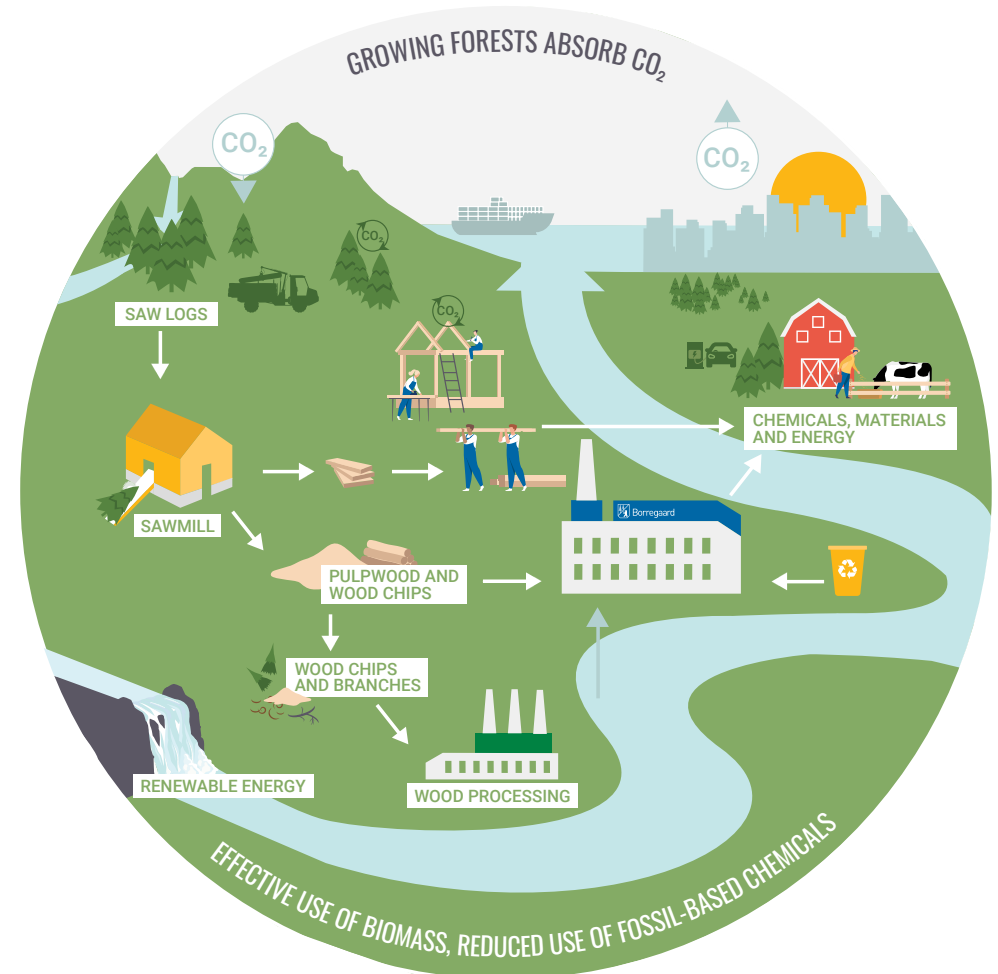 GROWING FORESTS ABSORB CO₂
CO₂
CO₂
CO₂
SAW LOGS
CO₂
CHEMICALS, MATERIALS
AND ENERGY
SAWMILL
Borregaard
PULPWOOD AND
WOOD CHIPS
WOOD CHIPS
AND BRANCHES
RENEWABLE ENERGY
WOOD PROCESSING
EFFECTIVE USE OF BIOMASS, REDUCED USE OF FOSSIL-BASED CHEMICALS